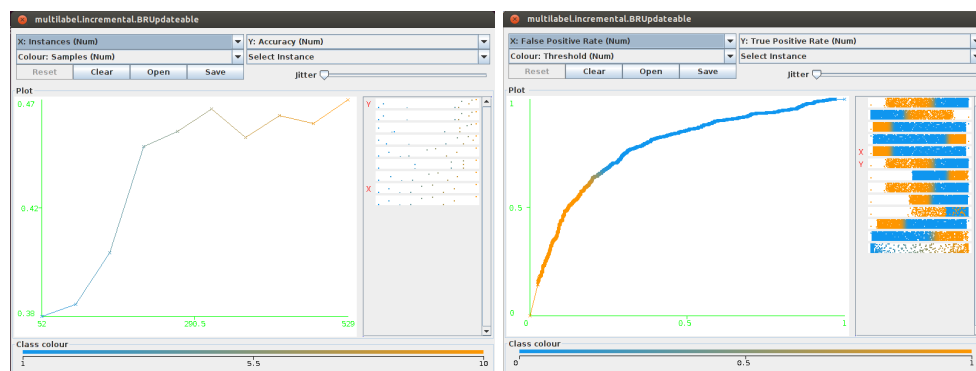 multilabel.incremental.BRUpdateable
X: Instances (Num)
Y: Accuracy (Num)
Colour: Samples (Num)
Select Instance
Reset
Clear
Open
Save
Jitter
Plot
0.47
0.42
0.38
52
290.5
529
Y
X
Class colour
1
5.5
10
multilabel.incremental.BRUpdateable
X: False Positive Rate (Num)
Y: True Positive Rate (Num)
Colour: Threshold (Num)
Select Instance
Reset
Clear
Open
Save
Jitter
Plot
1
0.5
0
0
0.5
1
X
Y
Class colour
0
0.5
1